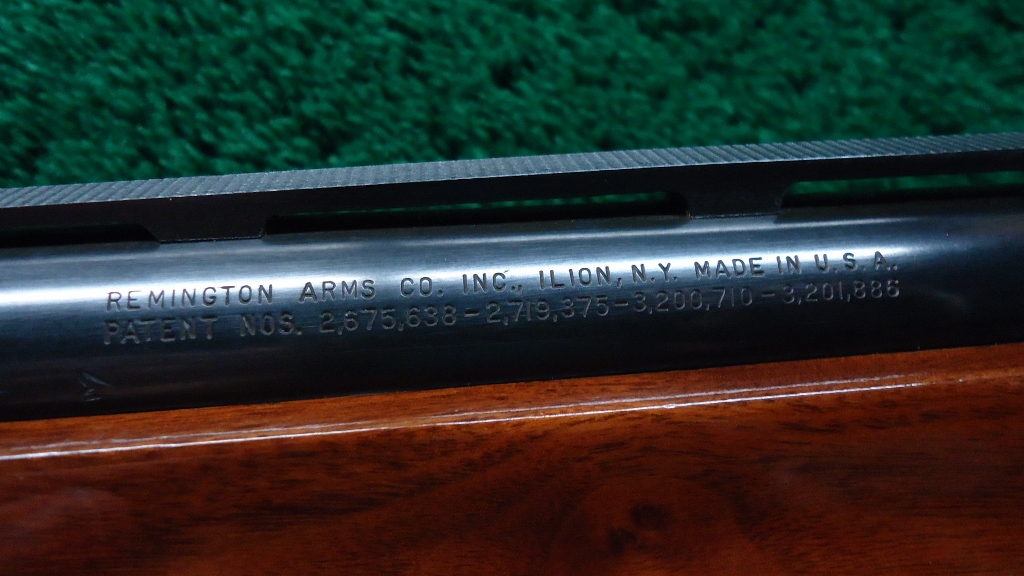 REMINGTON ARMS CO. INC., ILION, N.Y. MADE IN U.S.A.,
PATENT NOS. 2,675,638-2,719,375-3,200,710-3,201,886